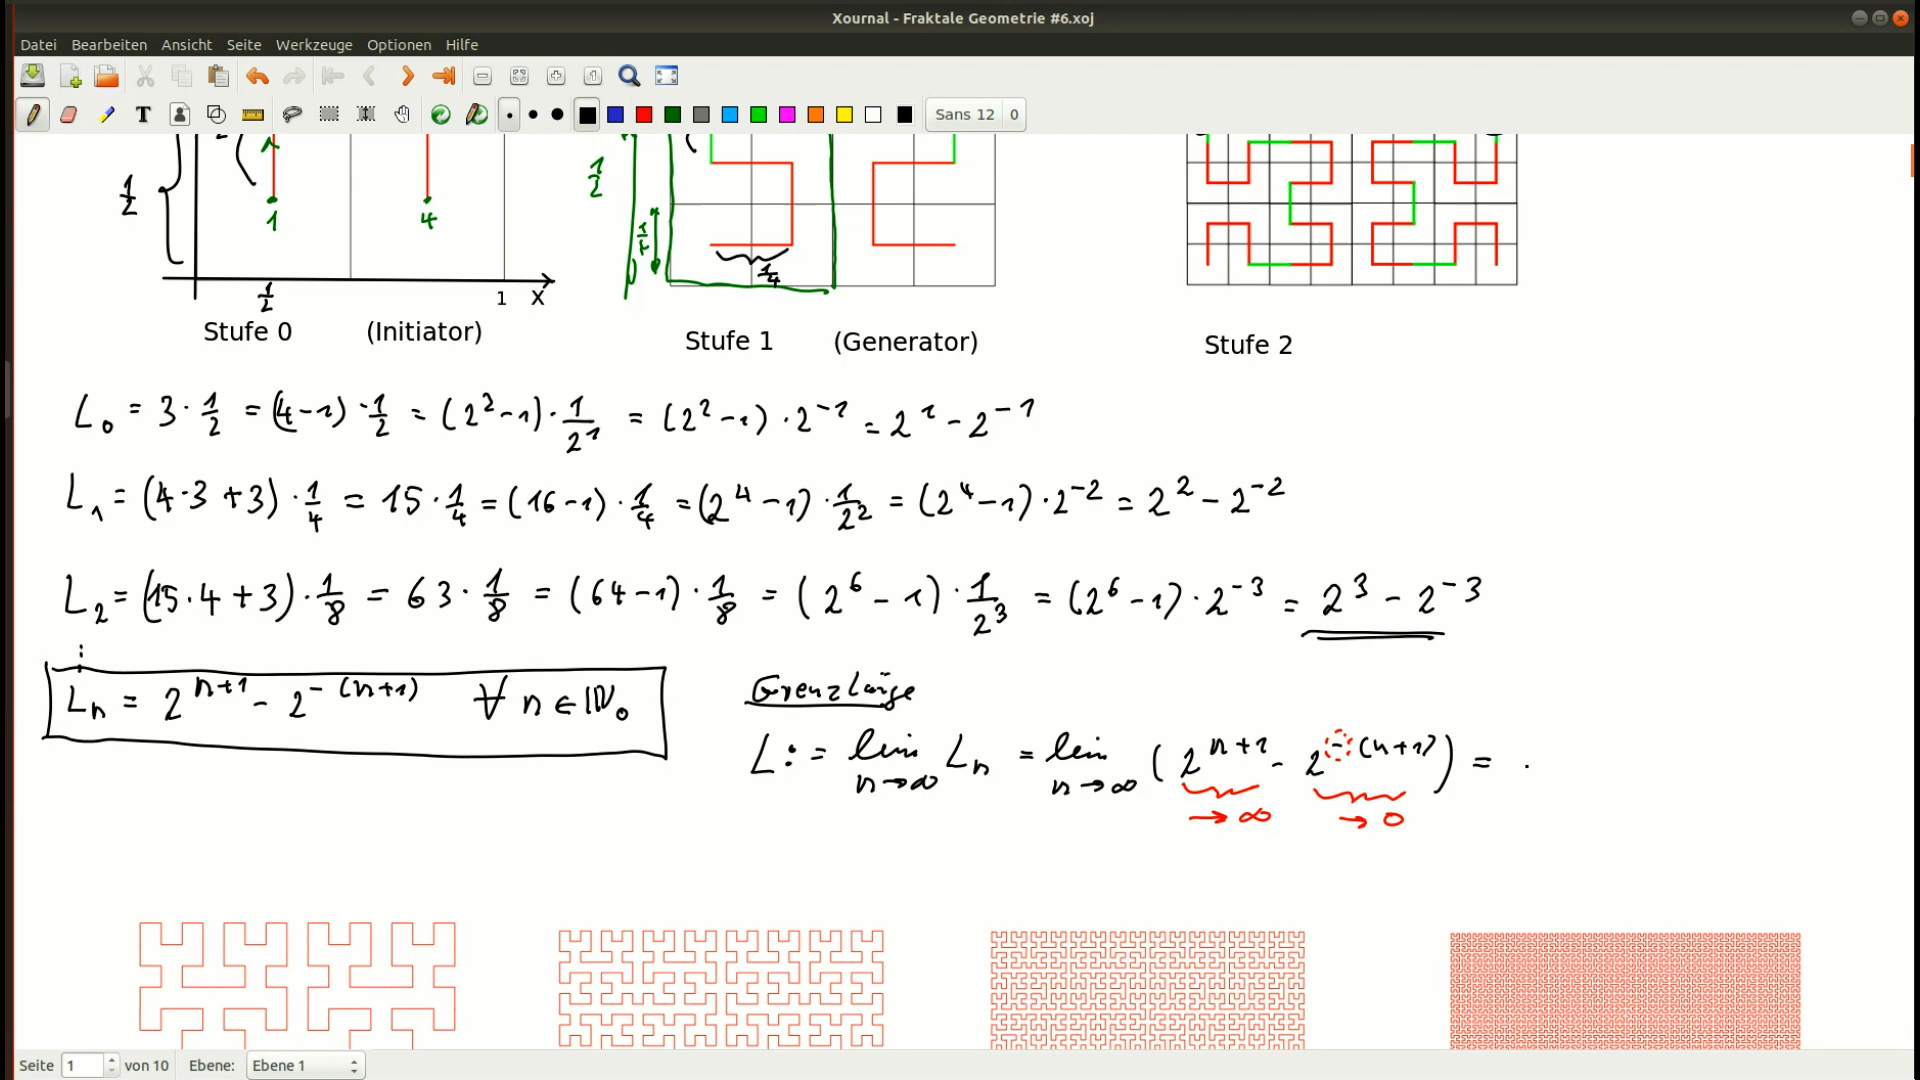 Xournal - Fraktale Geometrie #6.xoj
Datei Bearbeiten Ansicht Seite Werkzeuge Optionen Hilfe
Sans 12 0
1/2
1 4
1/2 1 X
1/2
1/4
1/4
Stufe 0 (Initiator)
Stufe 1 (Generator)
Stufe 2
L₀ = 3 · 1/2 = (4-1) · 1/2 = (2² -1) · 1/2¹ = (2² -1) · 2⁻¹ = 2¹ - 2⁻¹
L₁ = (4·3 +3) · 1/4 = 15 · 1/4 = (16-1) · 1/4 = (2⁴ -1) · 1/2² = (2⁴ -1) · 2⁻² = 2² - 2⁻²
L₂ = (15·4 +3) · 1/8 = 63 · 1/8 = (64-1) · 1/8 = (2⁶ -1) · 1/2³ = (2⁶ -1) · 2⁻³ = 2³ - 2⁻³
⋮
Lₙ = 2ⁿ⁺¹ - 2^-(n+1) ∀ n ∈ ℕ₀
Grenzlänge
L := lim n→∞ Lₙ = lim n→∞ (2ⁿ⁺¹ - 2^-(n+1)) = .
→ ∞ → 0
Seite 1 von 10 Ebene: Ebene 1